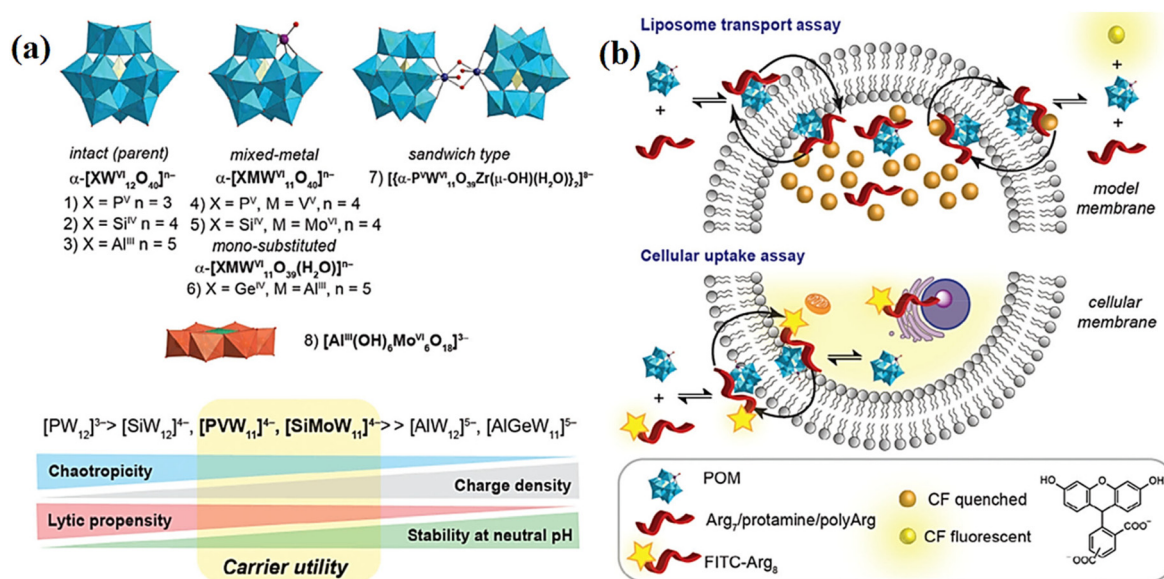 (a)
intact (parent)
α-[XWⱽᴵ₁₂O₄₀]ⁿ⁻
1) X = Pⱽ n = 3
2) X = Siᴵⱽ n = 4
3) X = Alᴵᴵᴵ n = 5
mixed-metal
α-[XMWⱽᴵ₁₁O₄₀]ⁿ⁻
4) X = Pⱽ, M = Vⱽ, n = 4
5) X = Siᴵⱽ, M = Moⱽᴵ, n = 4
mono-substituted
α-[XMWⱽᴵ₁₁O₃₉(H₂O)]ⁿ⁻
6) X = Geᴵⱽ, M = Alᴵᴵᴵ, n = 5
sandwich type
7) [{α-PⱽWⱽᴵ₁₁O₃₉Zr(μ-OH)(H₂O)}₂]⁸⁻
8) [Alᴵᴵᴵ(OH)₆Moⱽᴵ₆O₁₈]³⁻
[PW₁₂]³⁻> [SiW₁₂]⁴⁻, [PVW₁₁]⁴⁻, [SiMoW₁₁]⁴⁻>> [AlW₁₂]⁵⁻, [AlGeW₁₁]⁵⁻
Chaotropicity
Charge density
Lytic propensity
Stability at neutral pH
Carrier utility
(b)
Liposome transport assay
+
+
+
model
membrane
Cellular uptake assay
cellular
membrane
+
POM
Arg₇/protamine/polyArg
FITC-Arg₈
CF quenched
CF fluorescent
HO
O
OH
COO⁻
⁻OOC